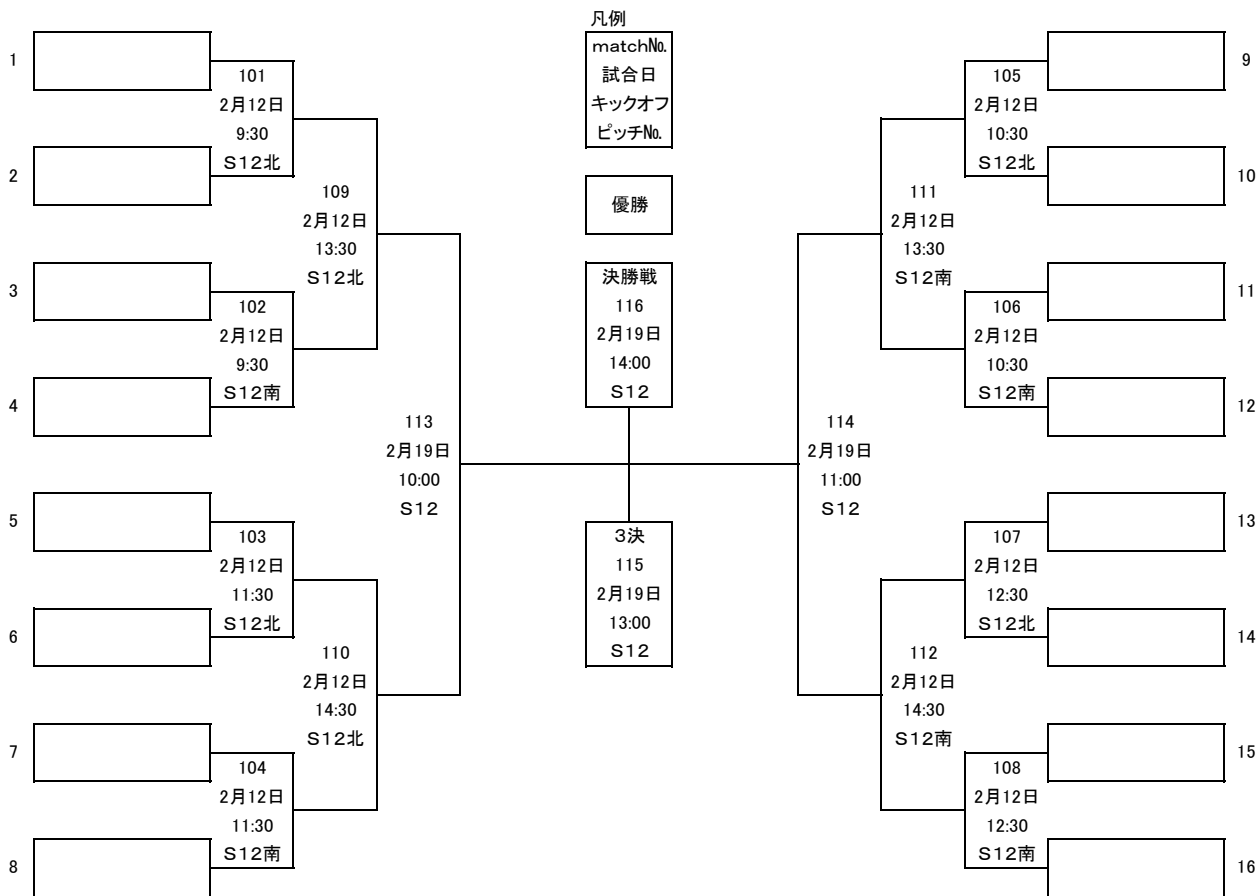 凡例
matchNo.
試合日
キックオフ
ピッチNo.
優勝
決勝戦
116
2月19日
14:00
S12
3決
115
2月19日
13:00
S12
1
2
3
4
5
6
7
8
101
2月12日
9:30
S12北
102
2月12日
9:30
S12南
103
2月12日
11:30
S12北
104
2月12日
11:30
S12南
109
2月12日
13:30
S12北
110
2月12日
14:30
S12北
113
2月19日
10:00
S12
114
2月19日
11:00
S12
111
2月12日
13:30
S12南
112
2月12日
14:30
S12南
105
2月12日
10:30
S12北
106
2月12日
10:30
S12南
107
2月12日
12:30
S12北
108
2月12日
12:30
S12南
9
10
11
12
13
14
15
16